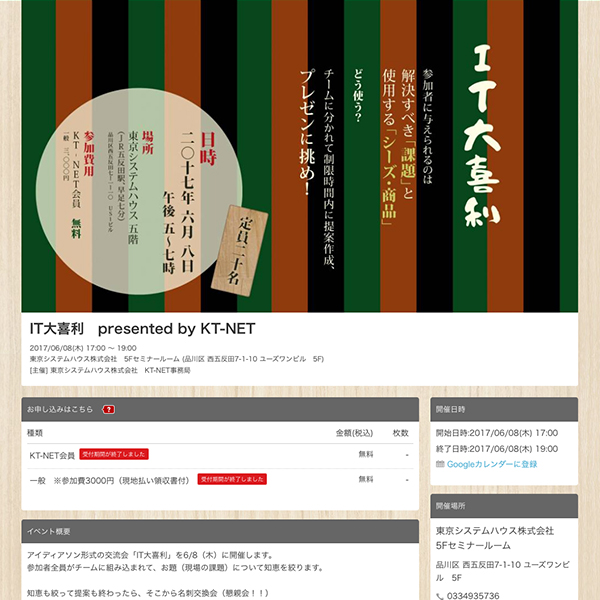 IT大喜利
参加者に与えられるのは
解決すべき「課題」と
使用する「シーズ・商品」
どう使う？
チームに分かれて制限時間内に提案作成、
プレゼンに挑め！
定員二十名
日時
二〇十七年 六月 八日
午後 五〜七時
場所
東京システムハウス 五階
（JR五反田駅、早足七分）
参加費用
KT-NET会員 無料
一般 三、〇〇〇円
IT大喜利 presented by KT-NET
2017/06/08(木) 17:00 〜 19:00
東京システムハウス株式会社 5Fセミナールーム (品川区 西五反田7-1-10 ユーズワンビル 5F)
[主催] 東京システムハウス株式会社 KT-NET事務局
お申し込みはこちら ?
種類 金額(税込) 枚数
KT-NET会員 受付期間が終了しました 無料 -
一般 ※参加費3000円（現地払い領収書付） 受付期間が終了しました 無料 -
イベント概要
アイディアソン形式の交流会「IT大喜利」を6/8（木）に開催します。
参加者全員がチームに組み込まれて、お題（現場の課題）について知恵を絞ります。
知恵も絞って提案も終わったら、そこから名刺交換会（懇親会！！）
開催日時
開始日時:2017/06/08(木) 17:00
終了日時:2017/06/08(木) 19:00
Googleカレンダーに登録
開催場所
東京システムハウス株式会社
5Fセミナールーム
品川区 西五反田7-1-10 ユーズワンビ
ル 5F
0334935736